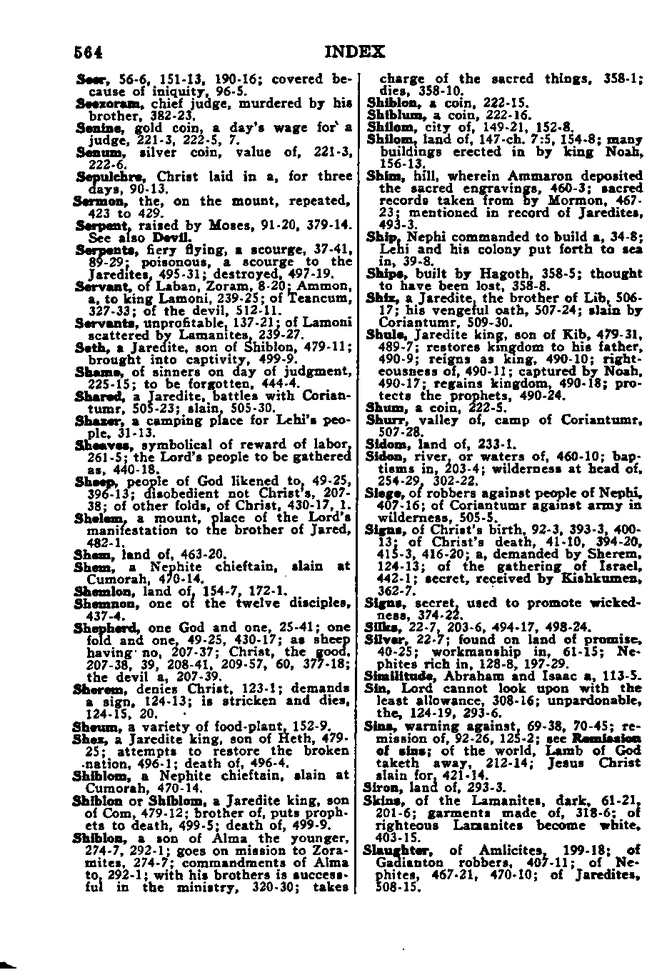 564 INDEX
Seer, 56-6, 151-13, 190-16; covered be-
cause of iniquity, 96-5.
Seezoram, chief judge, murdered by his
brother, 382-23.
Senine, gold coin, a day's wage for a
judge, 221-3, 222-5, 7.
Senum, silver coin, value of, 221-3,
222-6.
Sepulchre, Christ laid in a, for three
days, 90-13.
Sermon, the, on the mount, repeated,
423 to 429.
Serpent, raised by Moses, 91-20, 379-14.
See also Devil.
Serpents, fiery flying, a scourge, 37-41,
89-29; poisonous, a scourge to the
Jaredites, 495-31; destroyed, 497-19.
Servant, of Laban, Zoram, 8-20; Ammon,
a, to king Lamoni, 239-25; of Teancum,
327-33; of the devil, 512-11.
Servants, unprofitable, 137-21; of Lamoni
scattered by Lamanites, 239-27.
Seth, a Jaredite, son of Shiblon, 479-11;
brought into captivity, 499-9.
Shame, of sinners on day of judgment,
225-15; to be forgotten, 444-4.
Shared, a Jaredite, battles with Corian-
tumr, 505-23; slain, 505-30.
Shazer, a camping place for Lehi's peo-
ple, 31-13.
Sheaves, symbolical of reward of labor,
261-5; the Lord's people to be gathered
as, 440-18.
Sheep, people of God likened to, 49-25,
396-13; disobedient not Christ's, 207-
38; of other folds, of Christ, 430-17, 1.
Shelem, a mount, place of the Lord's
manifestation to the brother of Jared,
482-1.
Shem, land of, 463-20.
Shem, a Nephite chieftain, slain at
Cumorah, 470-14.
Shemlon, land of, 154-7, 172-1.
Shemnon, one of the twelve disciples,
437-4.
Shepherd, one God and one, 25-41; one
fold and one, 49-25, 430-17; as sheep
having no, 207-37; Christ, the good,
207-38, 39, 208-41, 209-57, 60, 377-18;
the devil a, 207-39.
Sherem, denies Christ, 123-1; demands
a sign, 124-13; is stricken and dies,
124-15, 20.
Sheum, a variety of food-plant, 152-9.
Shez, a Jaredite king, son of Heth, 479-
25; attempts to restore the broken
nation, 496-1; death of, 496-4.
Shiblom, a Nephite chieftain, slain at
Cumorah, 470-14.
Shiblon or Shiblom, a Jaredite king, son
of Com, 479-12; brother of, puts proph-
ets to death, 499-5; death of, 499-9.
Shiblon, a son of Alma the younger,
274-7, 292-1; goes on mission to Zora-
mites, 274-7; commandments of Alma
to, 292-1; with his brothers is success-
ful in the ministry, 320-30; takes
charge of the sacred things, 358-1;
dies, 358-10.
Shiblon, a coin, 222-15.
Shiblum, a coin, 222-16.
Shilom, city of, 149-21, 152-8.
Shilom, land of, 147-ch. 7:5, 154-8; many
buildings erected in by king Noah,
156-13.
Shim, hill, wherein Ammaron deposited
the sacred engravings, 460-3; sacred
records taken from by Mormon, 467-
23; mentioned in record of Jaredites,
493-3.
Ship, Nephi commanded to build a, 34-8;
Lehi and his colony put forth to sea
in, 39-8.
Ships, built by Hagoth, 358-5; thought
to have been lost, 358-8.
Shiz, a Jaredite, the brother of Lib, 506-
17; his vengeful oath, 507-24; slain by
Coriantumr, 509-30.
Shule, Jaredite king, son of Kib, 479-31,
489-7; restores kingdom to his father,
490-9; reigns as king, 490-10; right-
eousness of, 490-11; captured by Noah,
490-17; regains kingdom, 490-18; pro-
tects the prophets, 490-24.
Shum, a coin, 222-5.
Shurr, valley of, camp of Coriantumr,
507-28.
Sidom, land of, 233-1.
Sidon, river, or waters of, 460-10; bap-
tisms in, 203-4; wilderness at head of,
254-29, 302-22.
Siege, of robbers against people of Nephi,
407-16; of Coriantumr against army in
wilderness, 505-5.
Signs, of Christ's birth, 92-3, 393-3, 400-
13; of Christ's death, 41-10, 394-20,
415-3, 416-20; a, demanded by Sherem,
124-13; of the gathering of Israel,
442-1; secret, received by Kishkumen,
362-7.
Signs, secret, used to promote wicked-
ness, 374-22.
Silks, 22-7, 203-6, 494-17, 498-24.
Silver, 22-7; found on land of promise,
40-25; workmanship in, 61-15; Ne-
phites rich in, 128-8, 197-29.
Similitude, Abraham and Isaac a, 113-5.
Sin, Lord cannot look upon with the
least allowance, 308-16; unpardonable,
the, 124-19, 293-6.
Sins, warning against, 69-38, 70-45; re-
mission of, 92-26, 125-2; see Remission
of sins; of the world, Lamb of God
taketh away, 212-14; Jesus Christ
slain for, 421-14.
Siron, land of, 293-3.
Skins, of the Lamanites, dark, 61-21,
201-6; garments made of, 318-6; of
righteous Lamanites become white,
403-15.
Slaughter, of Amlicites, 199-18; of
Gadianton robbers, 407-11; of Ne-
phites, 467-21, 470-10; of Jaredites,
508-15.